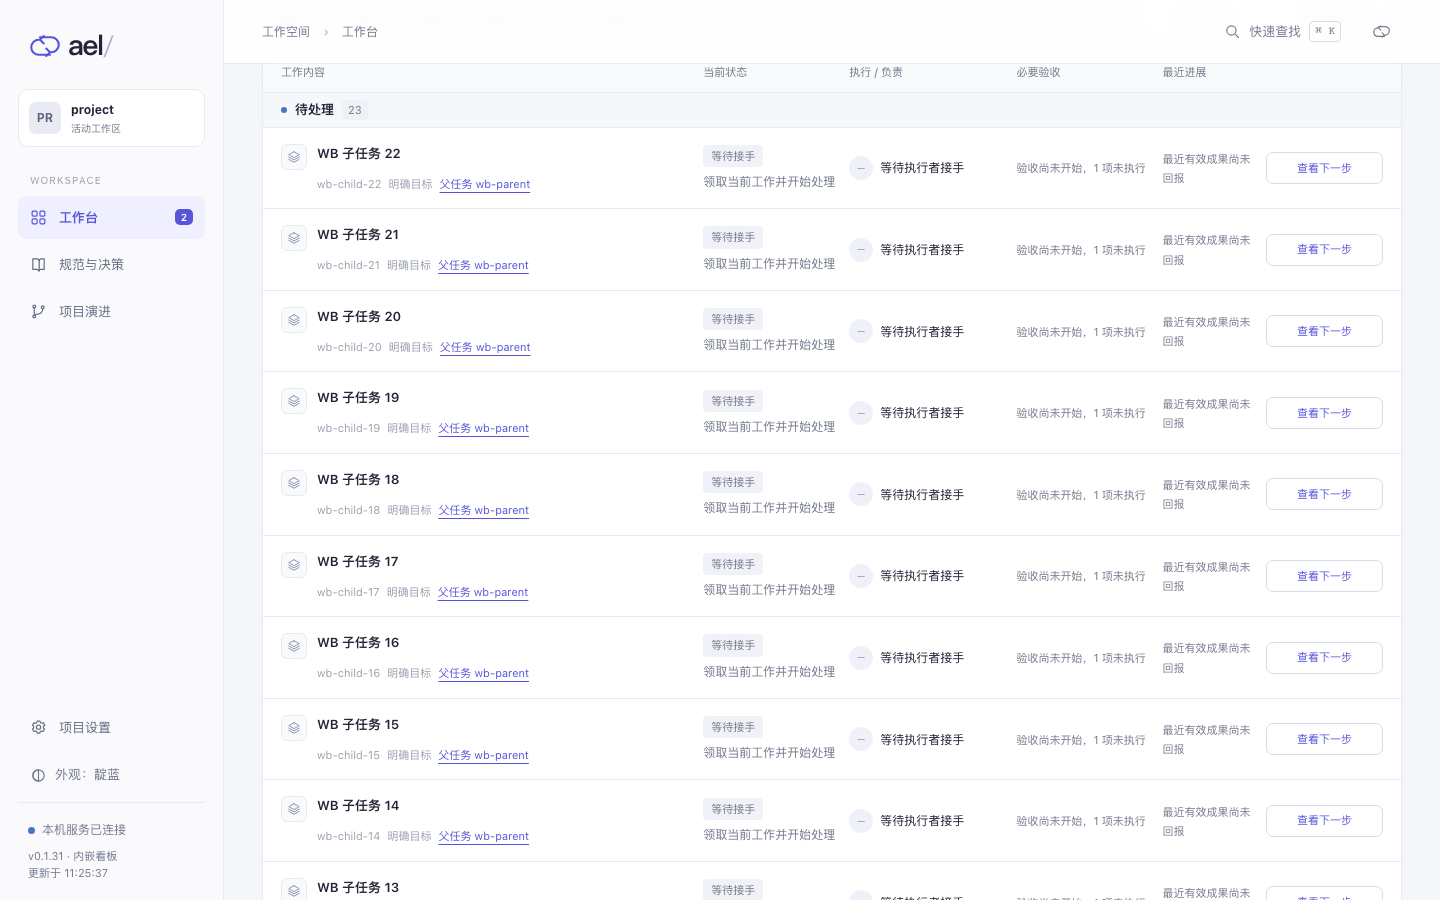 ael/
PR
project
活动工作区
WORKSPACE
工作台
2
规范与决策
项目演进
项目设置
外观：靛蓝
本机服务已连接
v0.1.31 · 内嵌看板
更新于 11:25:37
工作空间 › 工作台
快速查找 ⌘ K
工作内容 当前状态 执行 / 负责 必要验收 最近进展
待处理 23
WB 子任务 22
wb-child-22 明确目标 父任务 wb-parent
等待接手
领取当前工作并开始处理
— 等待执行者接手
验收尚未开始，1 项未执行
最近有效成果尚未
回报
查看下一步
WB 子任务 21
wb-child-21 明确目标 父任务 wb-parent
等待接手
领取当前工作并开始处理
— 等待执行者接手
验收尚未开始，1 项未执行
最近有效成果尚未
回报
查看下一步
WB 子任务 20
wb-child-20 明确目标 父任务 wb-parent
等待接手
领取当前工作并开始处理
— 等待执行者接手
验收尚未开始，1 项未执行
最近有效成果尚未
回报
查看下一步
WB 子任务 19
wb-child-19 明确目标 父任务 wb-parent
等待接手
领取当前工作并开始处理
— 等待执行者接手
验收尚未开始，1 项未执行
最近有效成果尚未
回报
查看下一步
WB 子任务 18
wb-child-18 明确目标 父任务 wb-parent
等待接手
领取当前工作并开始处理
— 等待执行者接手
验收尚未开始，1 项未执行
最近有效成果尚未
回报
查看下一步
WB 子任务 17
wb-child-17 明确目标 父任务 wb-parent
等待接手
领取当前工作并开始处理
— 等待执行者接手
验收尚未开始，1 项未执行
最近有效成果尚未
回报
查看下一步
WB 子任务 16
wb-child-16 明确目标 父任务 wb-parent
等待接手
领取当前工作并开始处理
— 等待执行者接手
验收尚未开始，1 项未执行
最近有效成果尚未
回报
查看下一步
WB 子任务 15
wb-child-15 明确目标 父任务 wb-parent
等待接手
领取当前工作并开始处理
— 等待执行者接手
验收尚未开始，1 项未执行
最近有效成果尚未
回报
查看下一步
WB 子任务 14
wb-child-14 明确目标 父任务 wb-parent
等待接手
领取当前工作并开始处理
— 等待执行者接手
验收尚未开始，1 项未执行
最近有效成果尚未
回报
查看下一步
WB 子任务 13
等待接手
最近有效成果尚未